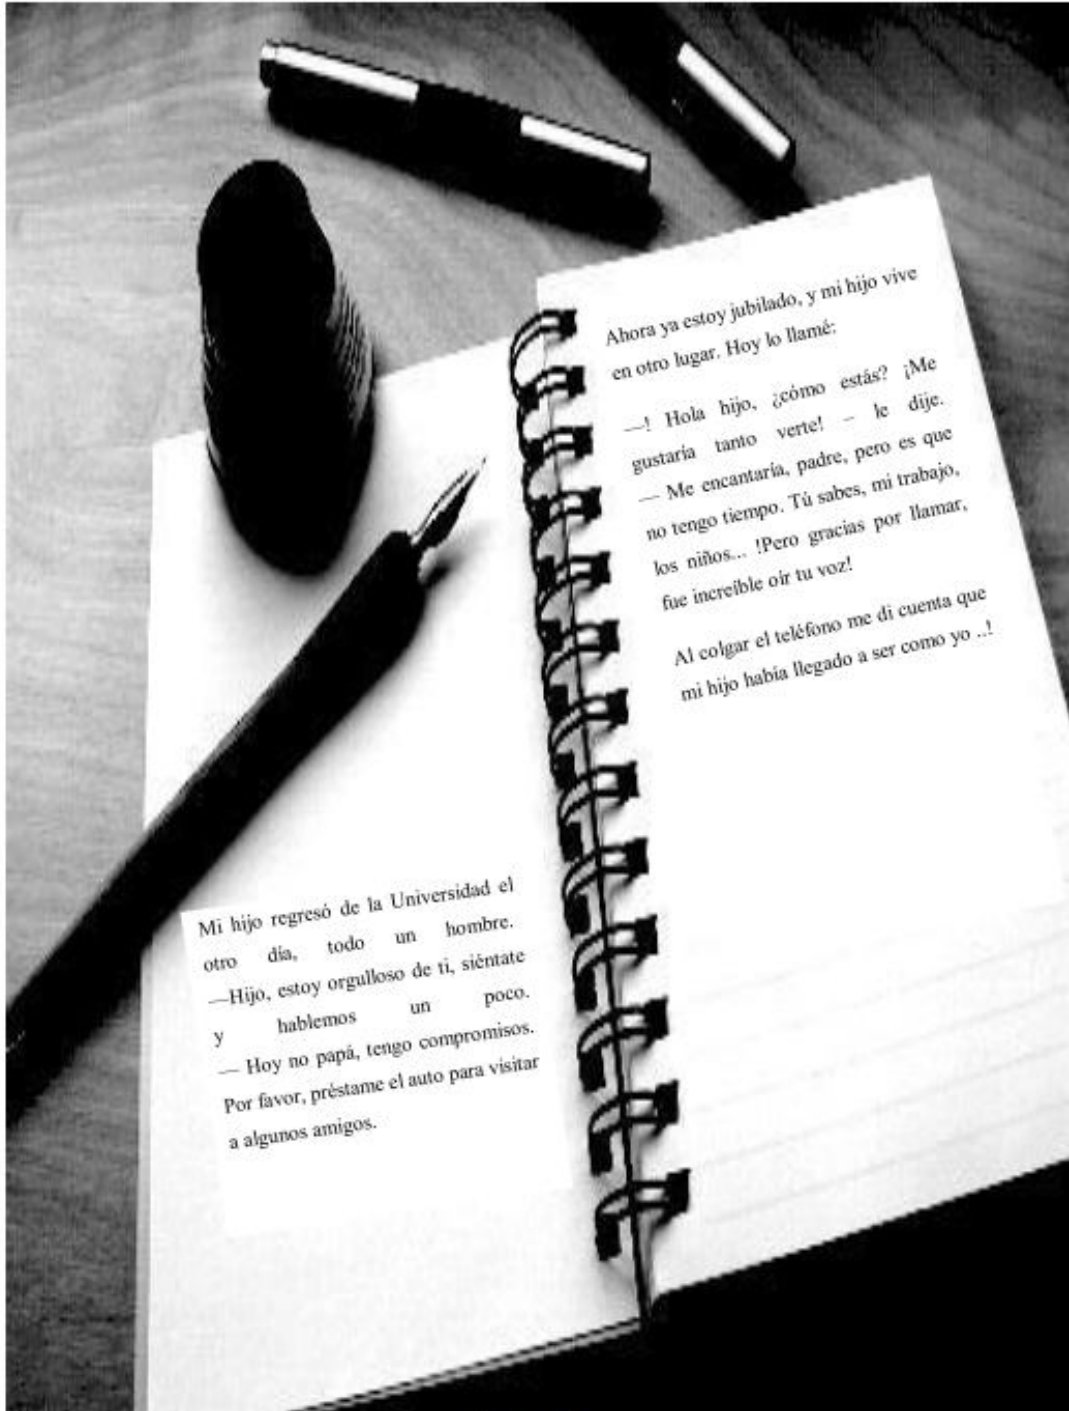 Mi hijo regresó de la Universidad el
otro día, todo un hombre.
—Hijo, estoy orgulloso de ti, siéntate
y hablemos un poco.
— Hoy no papá, tengo compromisos.
Por favor, préstame el auto para visitar
a algunos amigos.
Ahora ya estoy jubilado, y mi hijo vive
en otro lugar. Hoy lo llamé:
—! Hola hijo, ¿cómo estás? ¡Me
gustaría tanto verte! – le dije.
— Me encantaría, padre, pero es que
no tengo tiempo. Tú sabes, mi trabajo,
los niños... !Pero gracias por llamar,
fue increíble oír tu voz!
Al colgar el teléfono me di cuenta que
mi hijo había llegado a ser como yo ..!